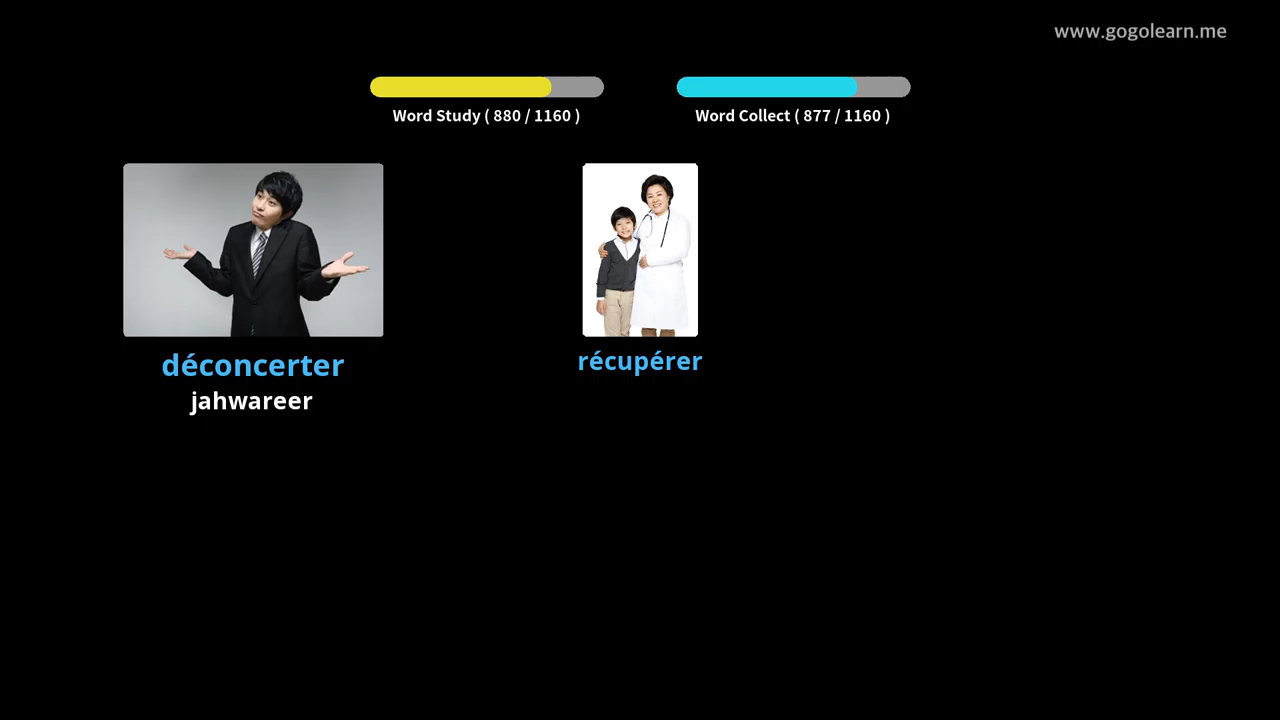 www.gogolearn.me
Word Study ( 880 / 1160 )
Word Collect ( 877 / 1160 )
déconcerter
jahwareer
récupérer